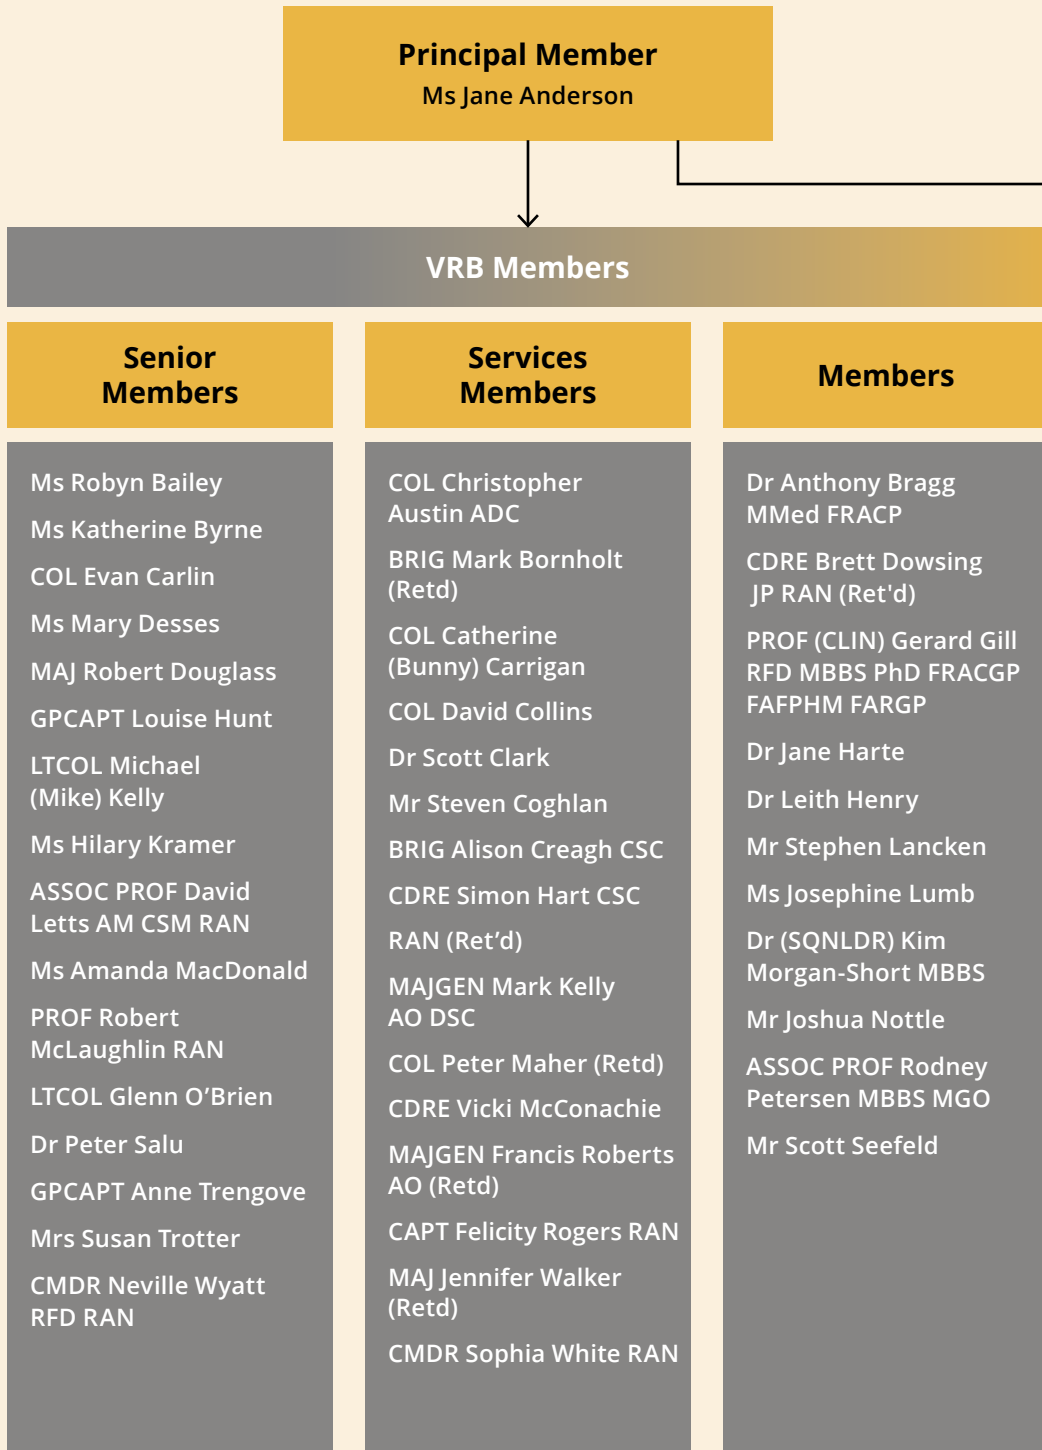 Principal Member
Ms Jane Anderson
VRB Members
Senior
Members
Ms Robyn Bailey
Ms Katherine Byrne
COL Evan Carlin
Ms Mary Desses
MAJ Robert Douglass
GPCAPT Louise Hunt
LTCOL Michael
(Mike) Kelly
Ms Hilary Kramer
ASSOC PROF David
Letts AM CSM RAN
Ms Amanda MacDonald
PROF Robert
McLaughlin RAN
LTCOL Glenn O’Brien
Dr Peter Salu
GPCAPT Anne Trengove
Mrs Susan Trotter
CMDR Neville Wyatt
RFD RAN
Services
Members
COL Christopher
Austin ADC
BRIG Mark Bornholt
(Retd)
COL Catherine
(Bunny) Carrigan
COL David Collins
Dr Scott Clark
Mr Steven Coghlan
BRIG Alison Creagh CSC
CDRE Simon Hart CSC
RAN (Ret’d)
MAJGEN Mark Kelly
AO DSC
COL Peter Maher (Retd)
CDRE Vicki McConachie
MAJGEN Francis Roberts
AO (Retd)
CAPT Felicity Rogers RAN
MAJ Jennifer Walker
(Retd)
CMDR Sophia White RAN
Members
Dr Anthony Bragg
MMed FRACP
CDRE Brett Dowsing
JP RAN (Ret'd)
PROF (CLIN) Gerard Gill
RFD MBBS PhD FRACGP
FAFPHM FARGP
Dr Jane Harte
Dr Leith Henry
Mr Stephen Lancken
Ms Josephine Lumb
Dr (SQNLDR) Kim
Morgan-Short MBBS
Mr Joshua Nottle
ASSOC PROF Rodney
Petersen MBBS MGO
Mr Scott Seefeld